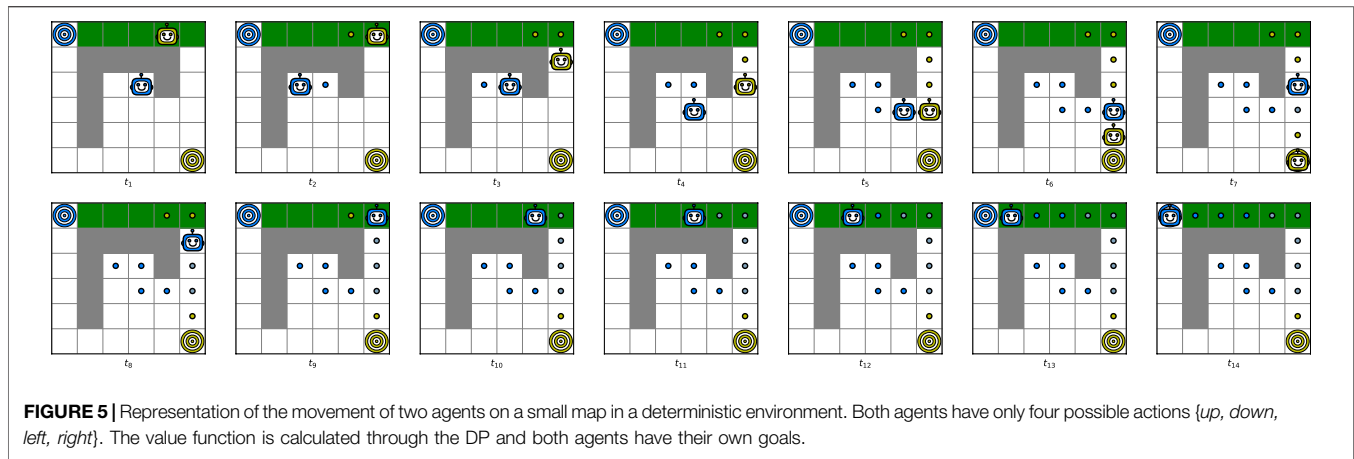 t1 t2 t3 t4 t5 t6 t7
t8 t9 t10 t11 t12 t13 t14
FIGURE 5 | Representation of the movement of two agents on a small map in a deterministic environment. Both agents have only four possible actions {up, down,
left, right}. The value function is calculated through the DP and both agents have their own goals.